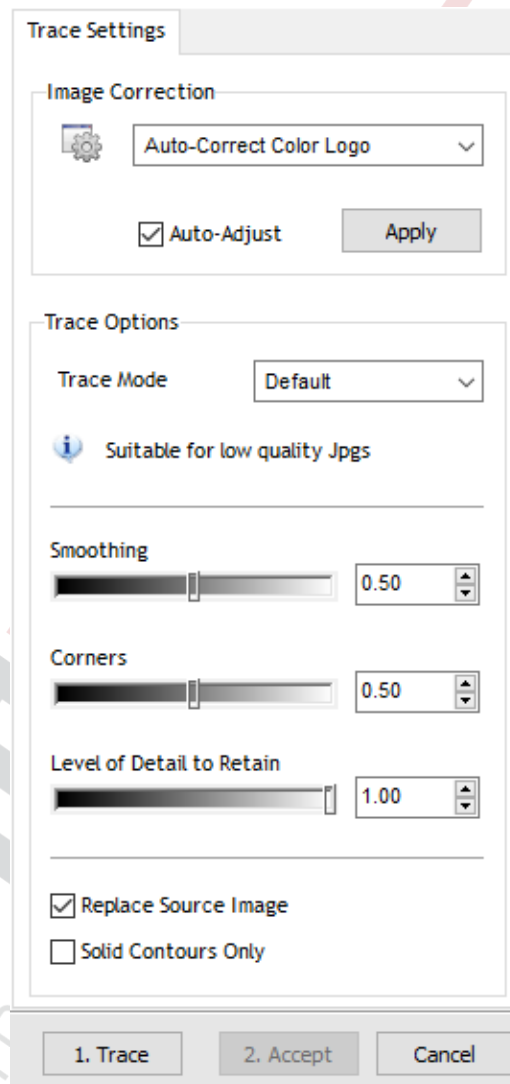 Trace Settings
Image Correction
Auto-Correct Color Logo
Auto-Adjust
Apply
Trace Options
Trace Mode
Default
Suitable for low quality Jpgs
Smoothing
0.50
Corners
0.50
Level of Detail to Retain
1.00
Replace Source Image
Solid Contours Only
1. Trace
2. Accept
Cancel